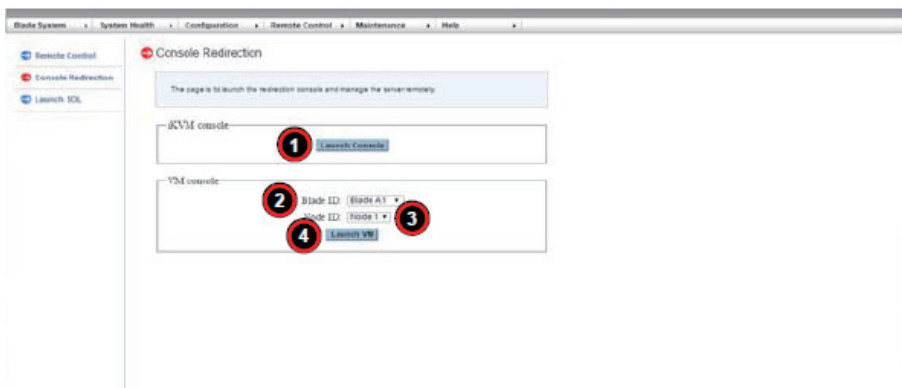 Blade System System Health Configuration Remote Control Maintenance Help
Remote Control
Console Redirection
Launch SOL
Console Redirection
The page is to launch the redirection console and manage the server remotely.
iKVM console
1 Launch Console
VM console
2 Blade ID: Blade A1
Node ID: Node 1 3
4 Launch VM